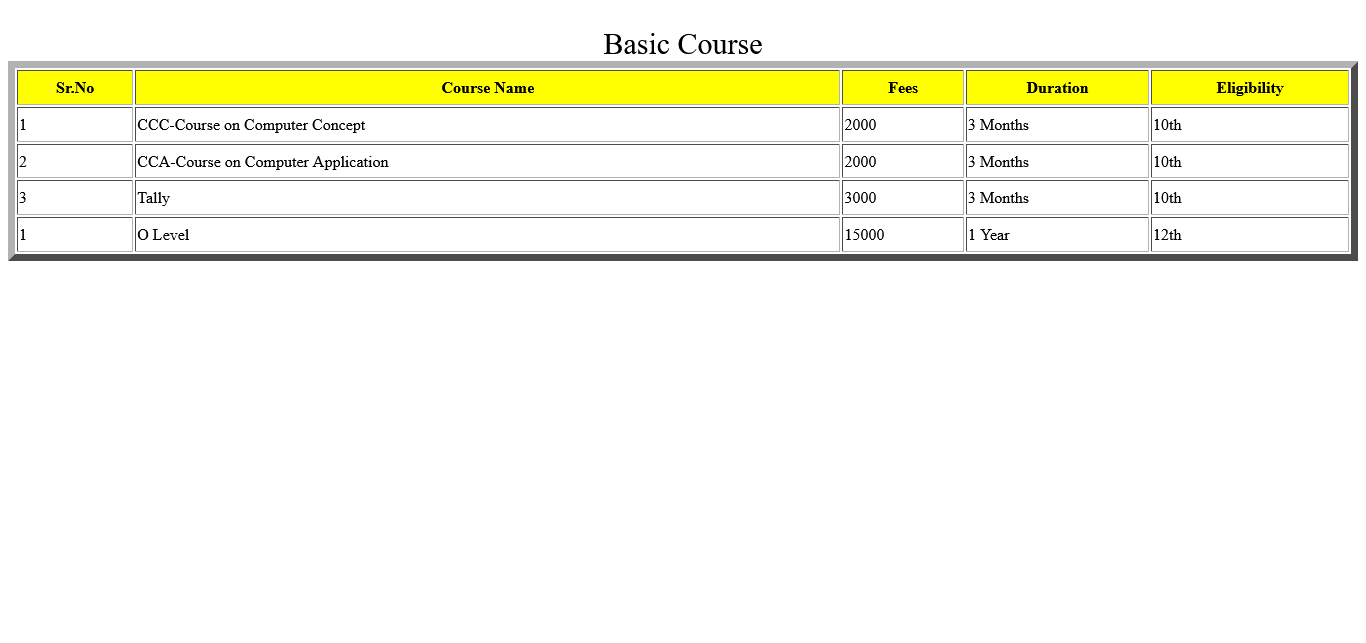 Basic Course
Sr.No Course Name Fees Duration Eligibility
1 CCC-Course on Computer Concept 2000 3 Months 10th
2 CCA-Course on Computer Application 2000 3 Months 10th
3 Tally 3000 3 Months 10th
1 O Level 15000 1 Year 12th